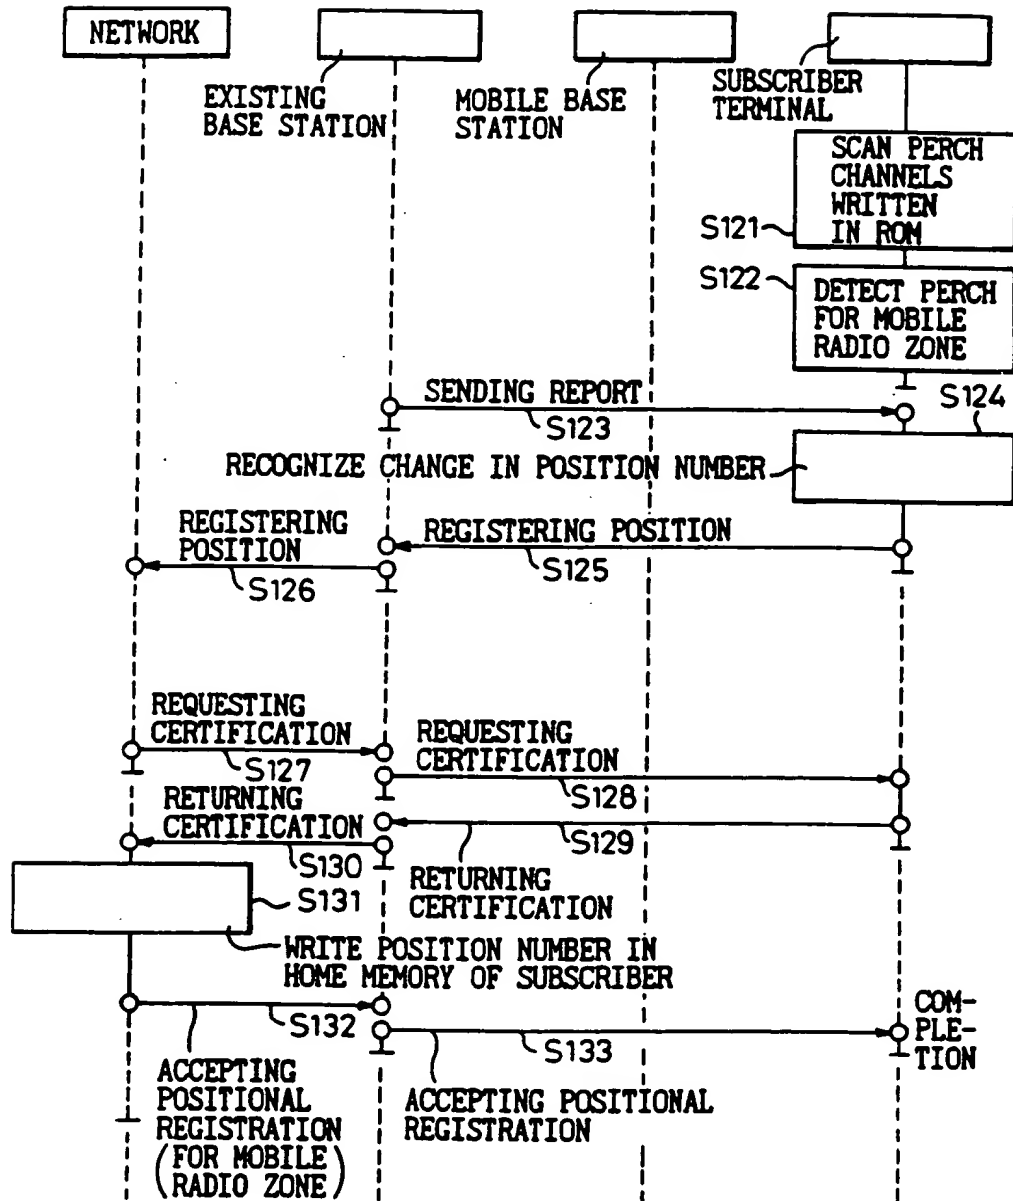 NETWORK
EXISTING
BASE STATION
MOBILE BASE
STATION
SUBSCRIBER
TERMINAL
SCAN PERCH
CHANNELS
WRITTEN
IN ROM
S121
S122
DETECT PERCH
FOR MOBILE
RADIO ZONE
SENDING REPORT
S123
S124
RECOGNIZE CHANGE IN POSITION NUMBER
REGISTERING
POSITION
REGISTERING POSITION
S125
S126
REQUESTING
CERTIFICATION
S127
REQUESTING
CERTIFICATION
S128
RETURNING
CERTIFICATION
S129
S130
RETURNING
CERTIFICATION
S131
WRITE POSITION NUMBER IN
HOME MEMORY OF SUBSCRIBER
S132
S133
COM-
PLE-
TION
ACCEPTING
POSITIONAL
REGISTRATION
(FOR MOBILE
RADIO ZONE)
ACCEPTING POSITIONAL
REGISTRATION